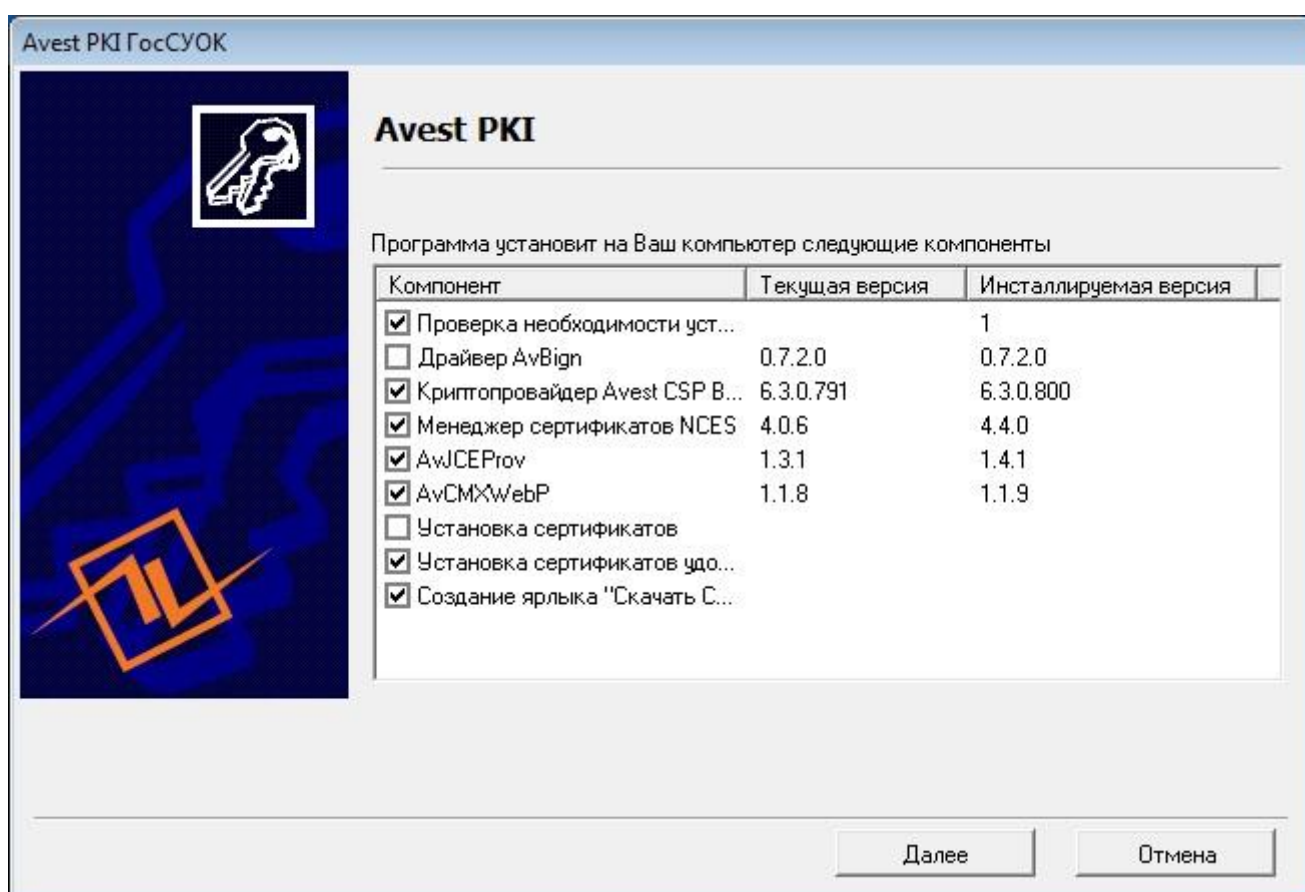 Avest PKI ГосСУОК
Avest PKI
Программа установит на Ваш компьютер следующие компоненты
Компонент Текущая версия Инсталлируемая версия
Проверка необходимости уст... 1
Драйвер AvBign 0.7.2.0 0.7.2.0
Криптопровайдер Avest CSP B... 6.3.0.791 6.3.0.800
Менеджер сертификатов NCES 4.0.6 4.4.0
AvJCEProv 1.3.1 1.4.1
AvCMXWebP 1.1.8 1.1.9
Установка сертификатов
Установка сертификатов удо...
Создание ярлыка "Скачать С...
Далее Отмена